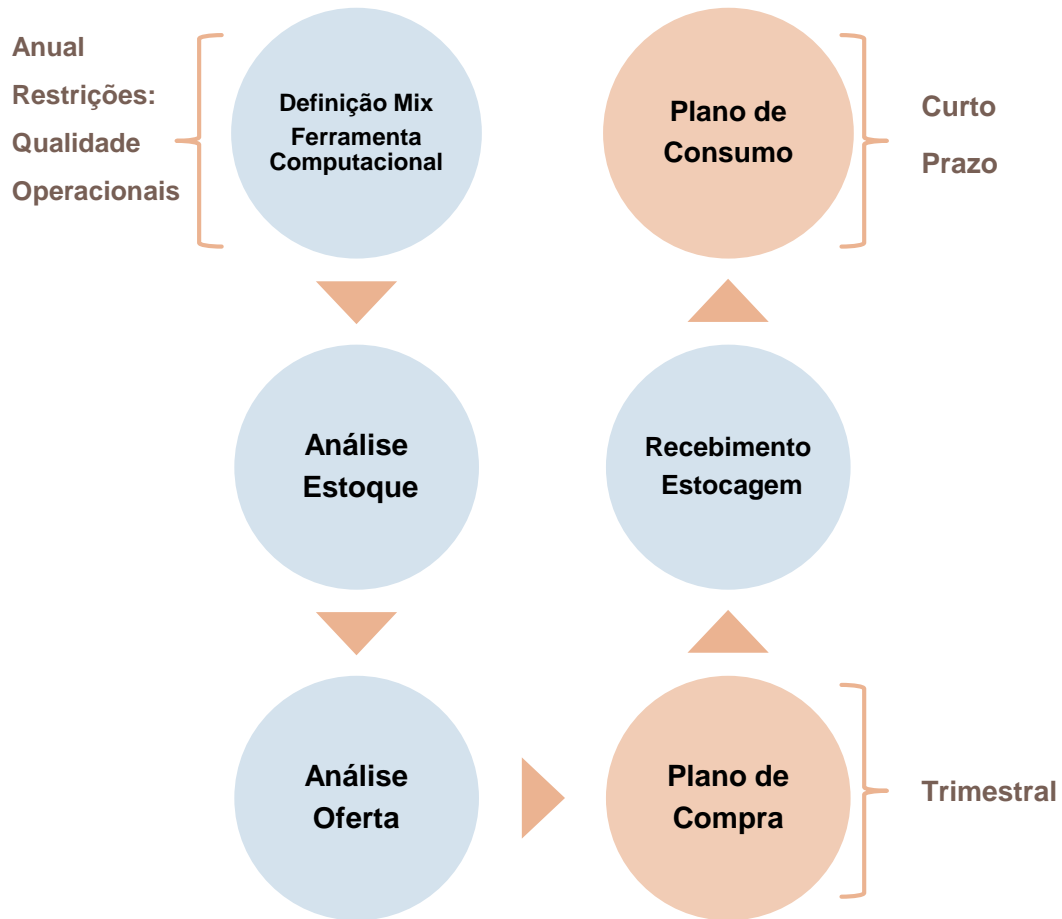 Anual
Restrições:
Qualidade
Operacionais
Definição Mix
Ferramenta
Computacional
Análise
Estoque
Análise
Oferta
Plano de
Compra
Trimestral
Recebimento
Estocagem
Plano de
Consumo
Curto
Prazo